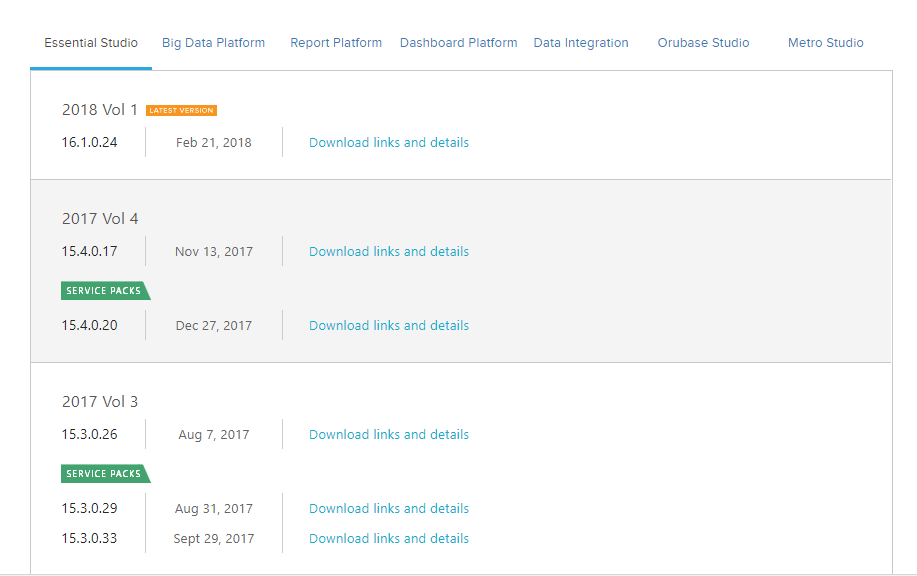 Essential Studio Big Data Platform Report Platform Dashboard Platform Data Integration Orubase Studio Metro Studio
2018 Vol 1 LATEST VERSION
16.1.0.24 Feb 21, 2018 Download links and details
2017 Vol 4
15.4.0.17 Nov 13, 2017 Download links and details
SERVICE PACKS
15.4.0.20 Dec 27, 2017 Download links and details
2017 Vol 3
15.3.0.26 Aug 7, 2017 Download links and details
SERVICE PACKS
15.3.0.29 Aug 31, 2017 Download links and details
15.3.0.33 Sept 29, 2017 Download links and details